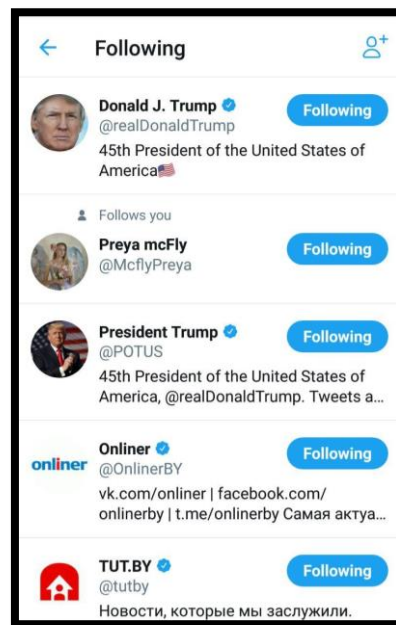 Following
Donald J. Trump
Following
@realDonaldTrump
45th President of the United States of
America
Follows you
Preya mcFly
Following
@McflyPreya
President Trump
Following
@POTUS
45th President of the United States of
America, @realDonaldTrump. Tweets a...
onliner
Onliner
Following
@OnlinerBY
vk.com/onliner | facebook.com/
onlinerby | t.me/onlinerby Самая актуа...
TUT.BY
Following
@tutby
Новости, которые мы заслужили.